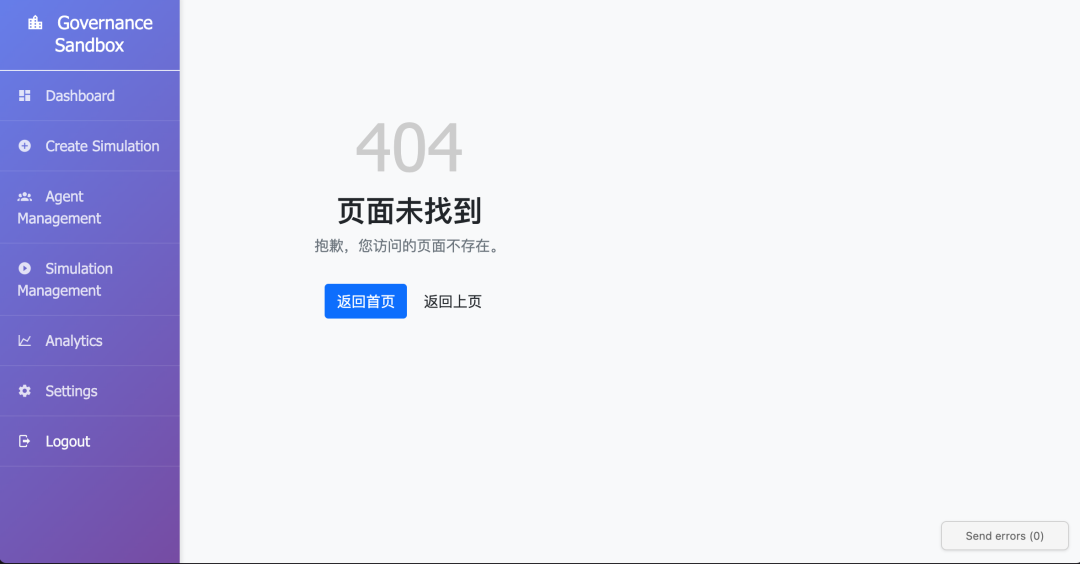 Governance
Sandbox
Dashboard
Create Simulation
Agent
Management
Simulation
Management
Analytics
Settings
Logout
404
页面未找到
抱歉，您访问的页面不存在。
返回首页
返回上页
Send errors (0)